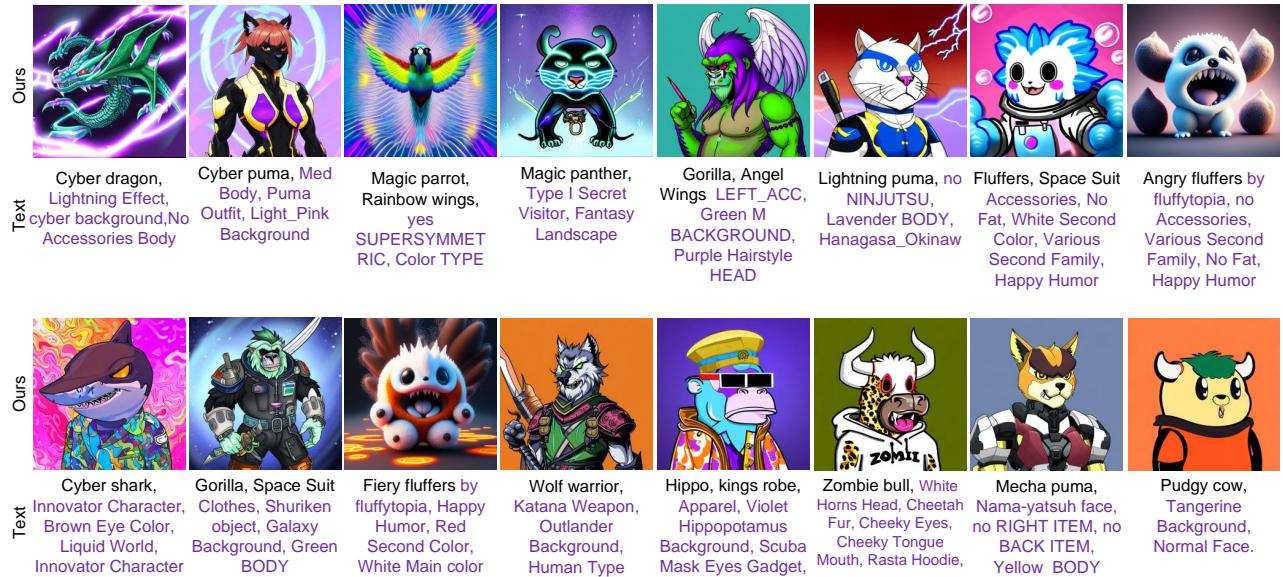 Ours
Text
Cyber dragon,
Lightning Effect,
cyber background,No
Accessories Body
Cyber puma, Med
Body, Puma
Outfit, Light_Pink
Background
Magic parrot,
Rainbow wings,
yes
SUPERSYMMET
RIC, Color TYPE
Magic panther,
Type I Secret
Visitor, Fantasy
Landscape
Gorilla, Angel
Wings LEFT_ACC,
Green M
BACKGROUND,
Purple Hairstyle
HEAD
Lightning puma, no
NINJUTSU,
Lavender BODY,
Hanagasa_Okinaw
Fluffers, Space Suit
Accessories, No
Fat, White Second
Color, Various
Second Family,
Happy Humor
Angry fluffers by
fluffytopia, no
Accessories,
Various Second
Family, No Fat,
Happy Humor
Ours
ZOMII
Text
Cyber shark,
Innovator Character,
Brown Eye Color,
Liquid World,
Innovator Character
Gorilla, Space Suit
Clothes, Shuriken
object, Galaxy
Background, Green
BODY
Fiery fluffers by
fluffytopia, Happy
Humor, Red
Second Color,
White Main color
Wolf warrior,
Katana Weapon,
Outlander
Background,
Human Type
Hippo, kings robe,
Apparel, Violet
Hippopotamus
Background, Scuba
Mask Eyes Gadget,
Zombie bull, White
Horns Head, Cheetah
Fur, Cheeky Eyes,
Cheeky Tongue
Mouth, Rasta Hoodie,
Mecha puma,
Nama-yatsuh face,
no RIGHT ITEM, no
BACK ITEM,
Yellow_BODY
Pudgy cow,
Tangerine
Background,
Normal Face.